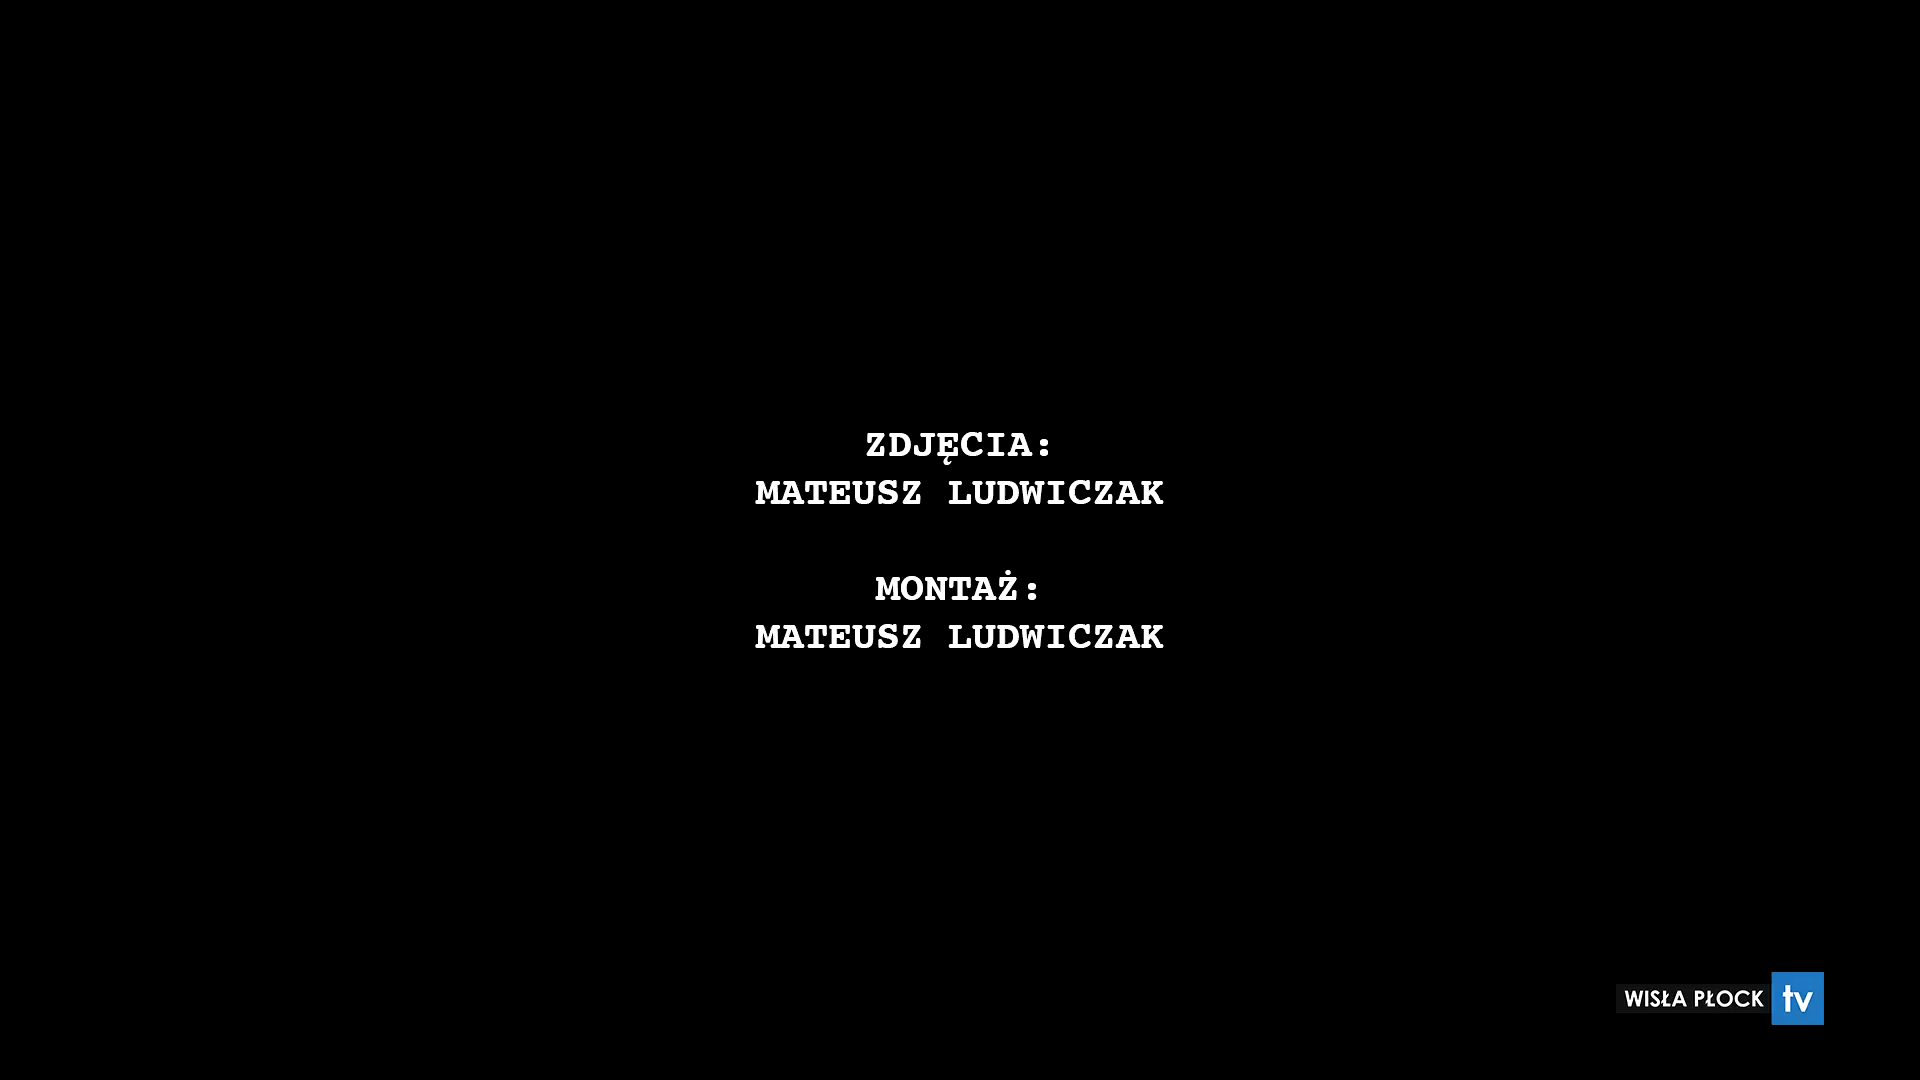 ZDJĘCIA:
MATEUSZ LUDWICZAK
MONTAŻ:
MATEUSZ LUDWICZAK
WISŁA PŁOCK tv